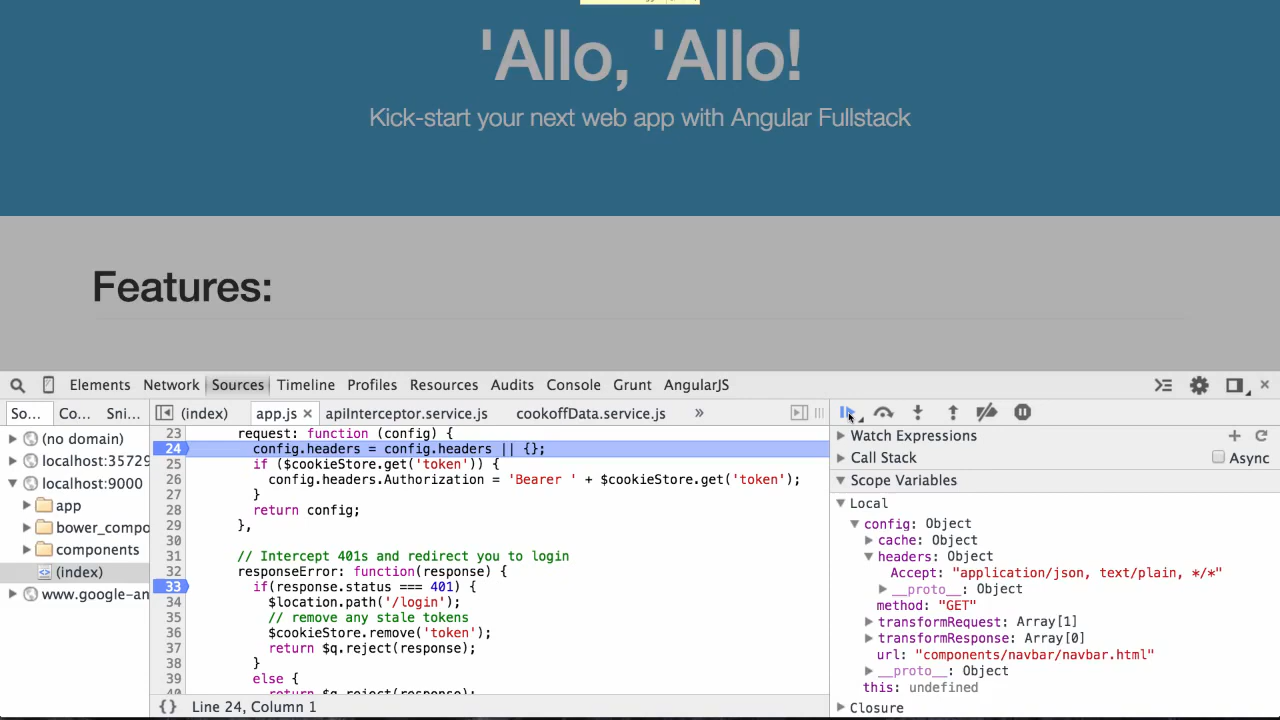 'Allo, 'Allo!
Kick-start your next web app with Angular Fullstack
Features:
Elements Network Sources Timeline Profiles Resources Audits Console Grunt AngularJS
So... Co... Sni... (index) app.js × apiInterceptor.service.js cookoffData.service.js »
(no domain)
localhost:35729
localhost:9000
app
bower_compo
components
(index)
www.google-an
23 request: function (config) {
24 config.headers = config.headers || {};
25 if ($cookieStore.get('token')) {
26 config.headers.Authorization = 'Bearer ' + $cookieStore.get('token');
27 }
28 return config;
29 },
30
31 // Intercept 401s and redirect you to login
32 responseError: function(response) {
33 if(response.status === 401) {
34 $location.path('/login');
35 // remove any stale tokens
36 $cookieStore.remove('token');
37 return $q.reject(response);
38 }
39 else {
40 return $q.reject(response);
{} Line 24, Column 1
Watch Expressions
Call Stack Async
Scope Variables
Local
config: Object
cache: Object
headers: Object
Accept: "application/json, text/plain, */*"
__proto__: Object
method: "GET"
transformRequest: Array[1]
transformResponse: Array[0]
url: "components/navbar/navbar.html"
__proto__: Object
this: undefined
Closure